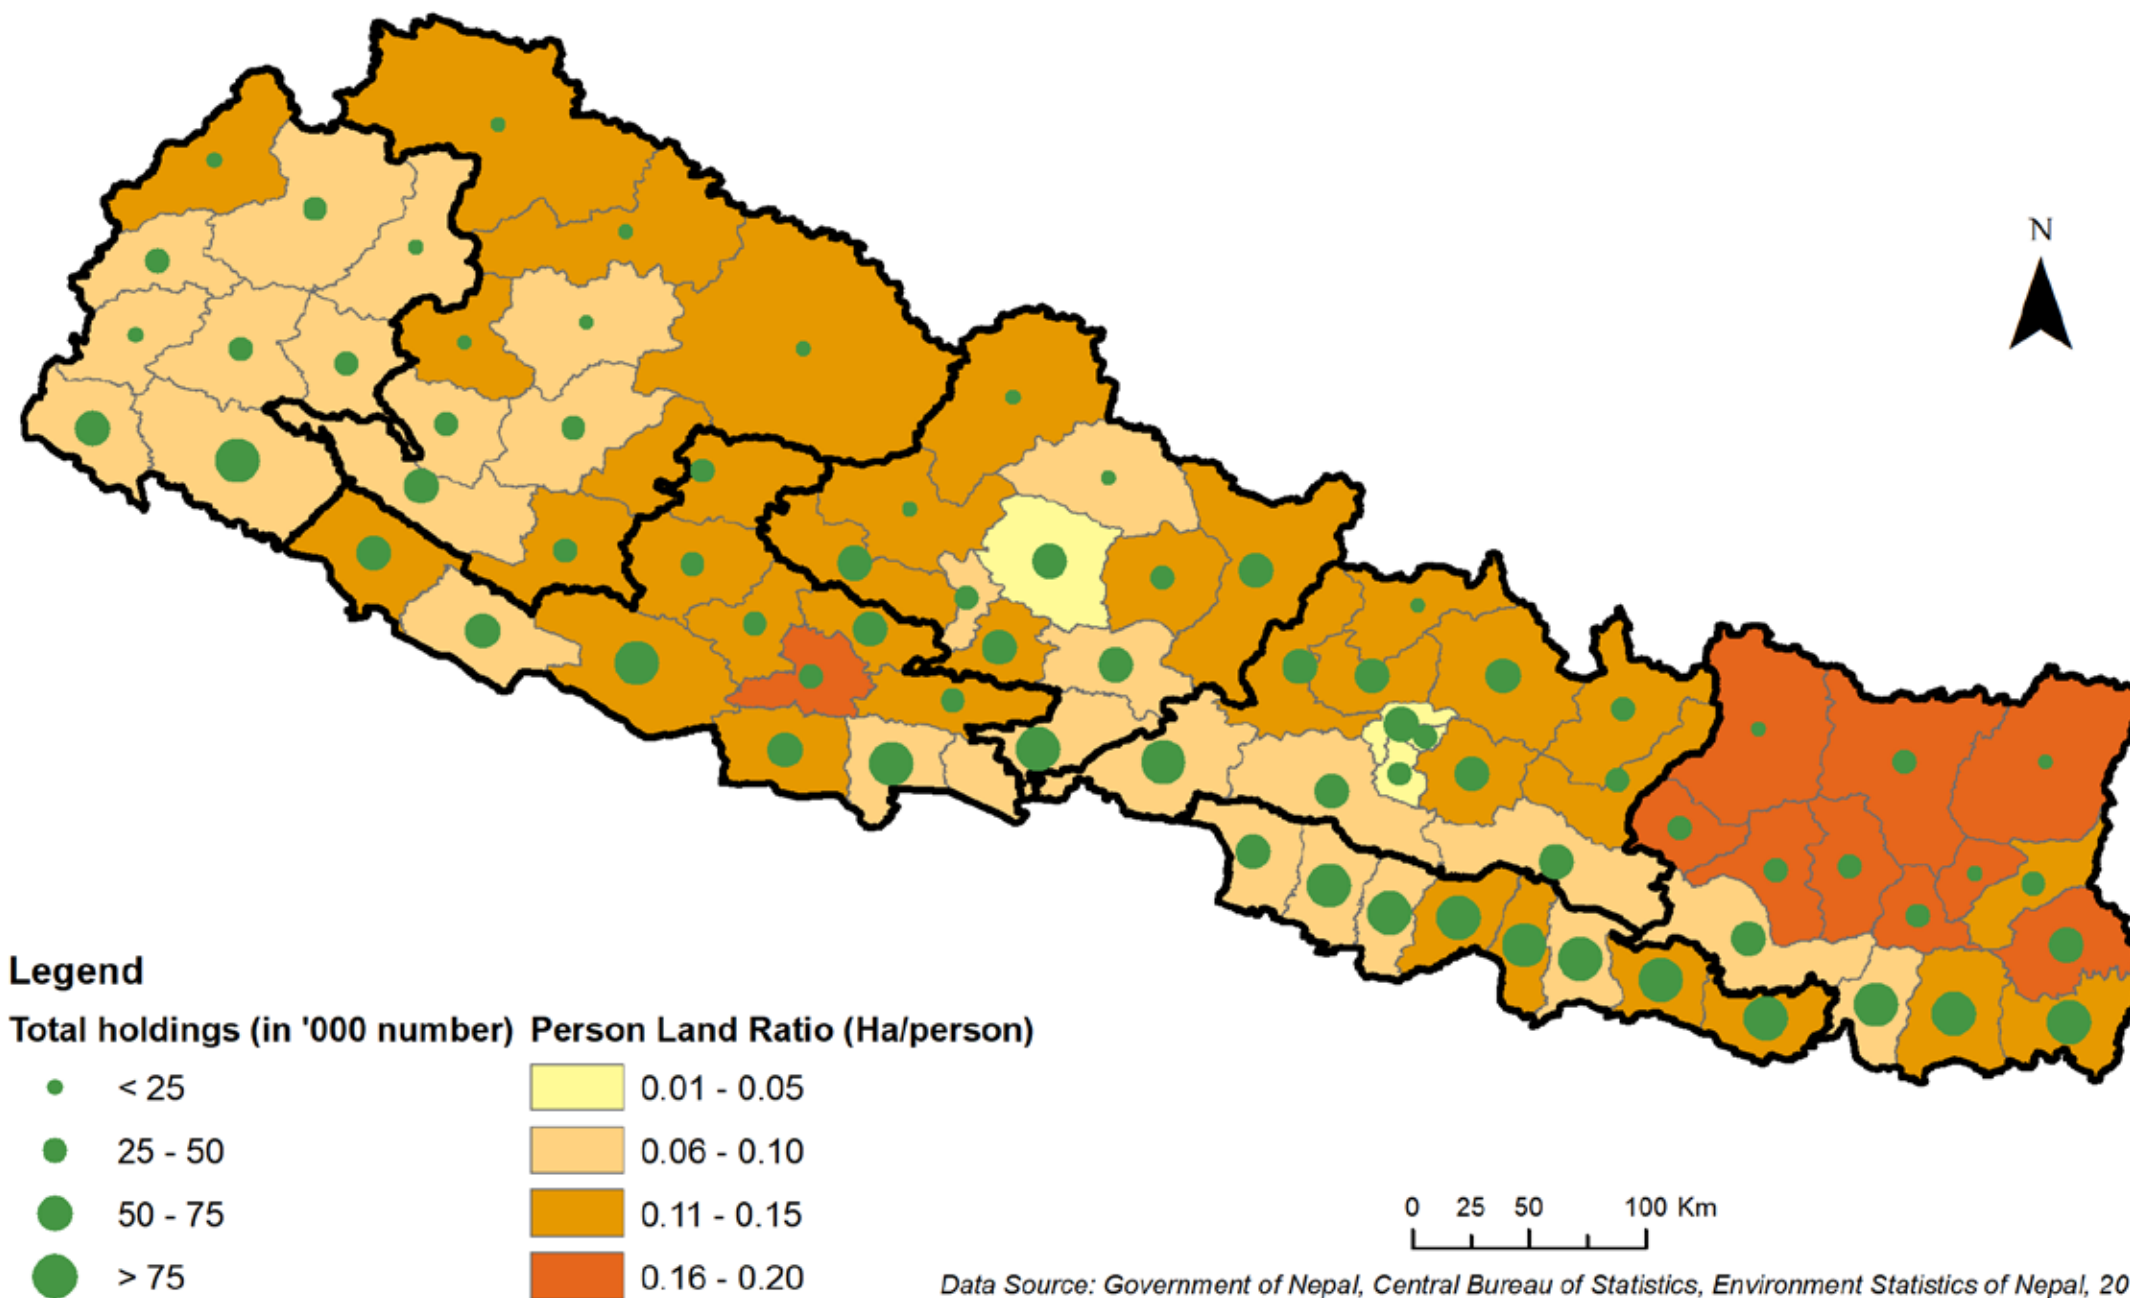 N
Legend
Total holdings (in '000 number) Person Land Ratio (Ha/person)
< 25 0.01 - 0.05
25 - 50 0.06 - 0.10
50 - 75 0.11 - 0.15
> 75 0.16 - 0.20
0 25 50 100 Km
Data Source: Government of Nepal, Central Bureau of Statistics, Environment Statistics of Nepal, 20